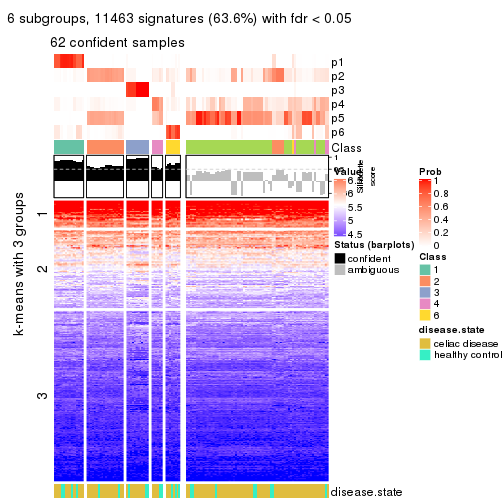 6 subgroups, 11463 signatures (63.6%) with fdr < 0.05
62 confident samples
p1
p2
p3
p4
p5
p6
Class
1
Silhouette
score
Value
6.5
6
5.5
5
4.5
Prob
1
0.8
0.6
0.4
0.2
0
Status (barplots)
confident
ambiguous
Class
1
2
3
4
6
disease.state
celiac disease
healthy control
k-means with 3 groups
1
2
3
disease.state